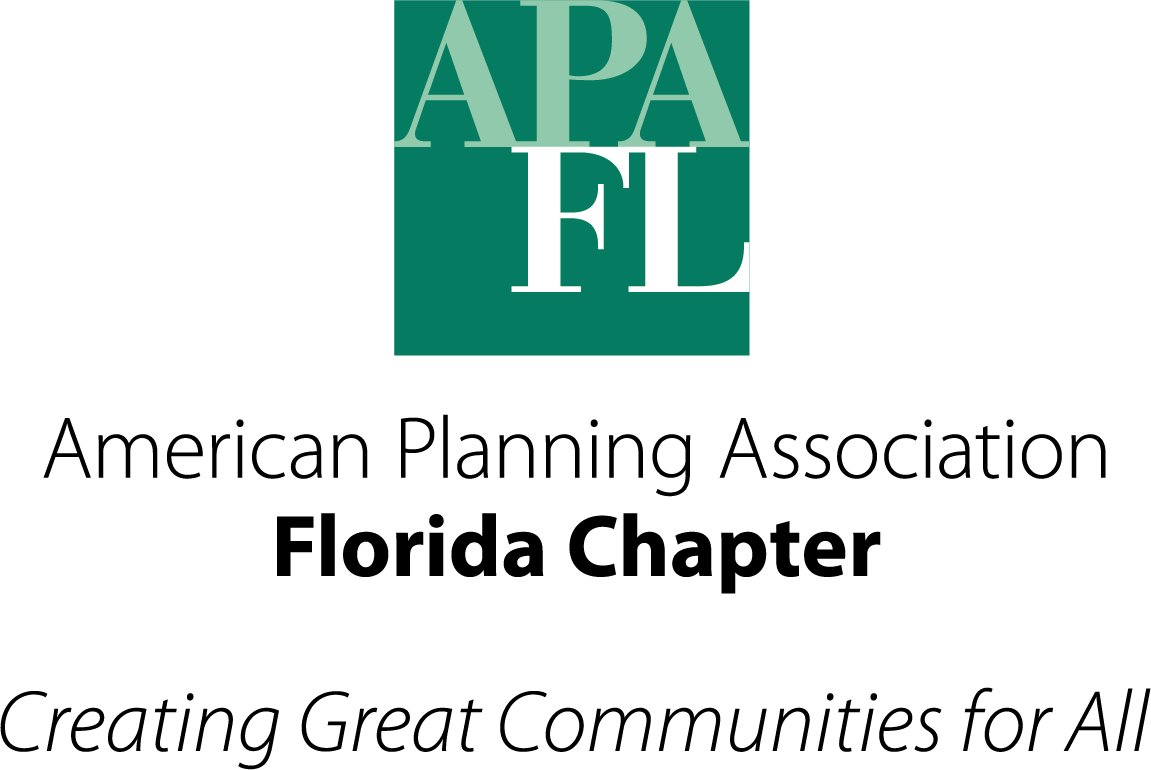 APA
FL
American Planning Association
Florida Chapter
Creating Great Communities for All